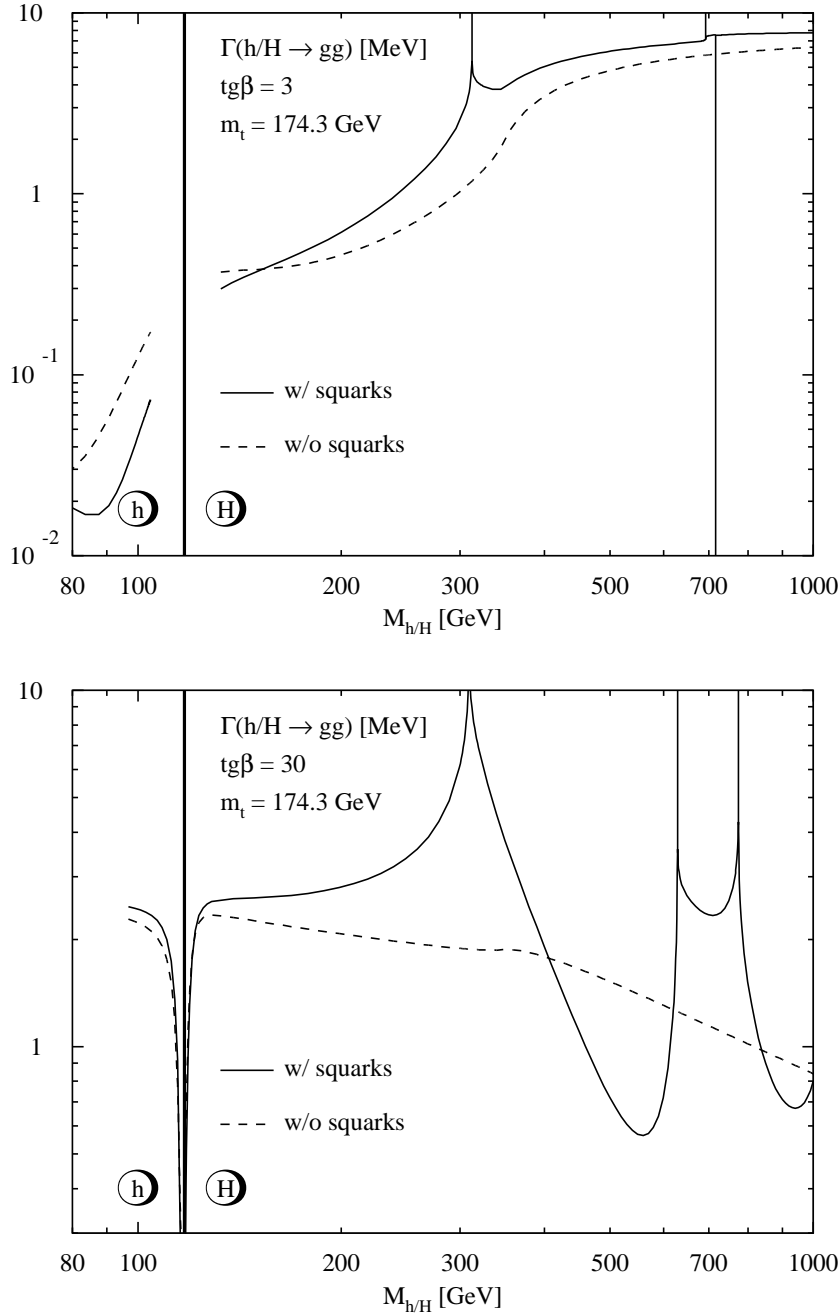 10
Γ(h/H → gg) [MeV]
tgβ = 3
m_t = 174.3 GeV
1
10 -1
w/ squarks
w/o squarks
h H
10 -2
80 100 200 300 500 700 1000
M_h/H [GeV]
10
Γ(h/H → gg) [MeV]
tgβ = 30
m_t = 174.3 GeV
1
w/ squarks
w/o squarks
h H
80 100 200 300 500 700 1000
M_h/H [GeV]